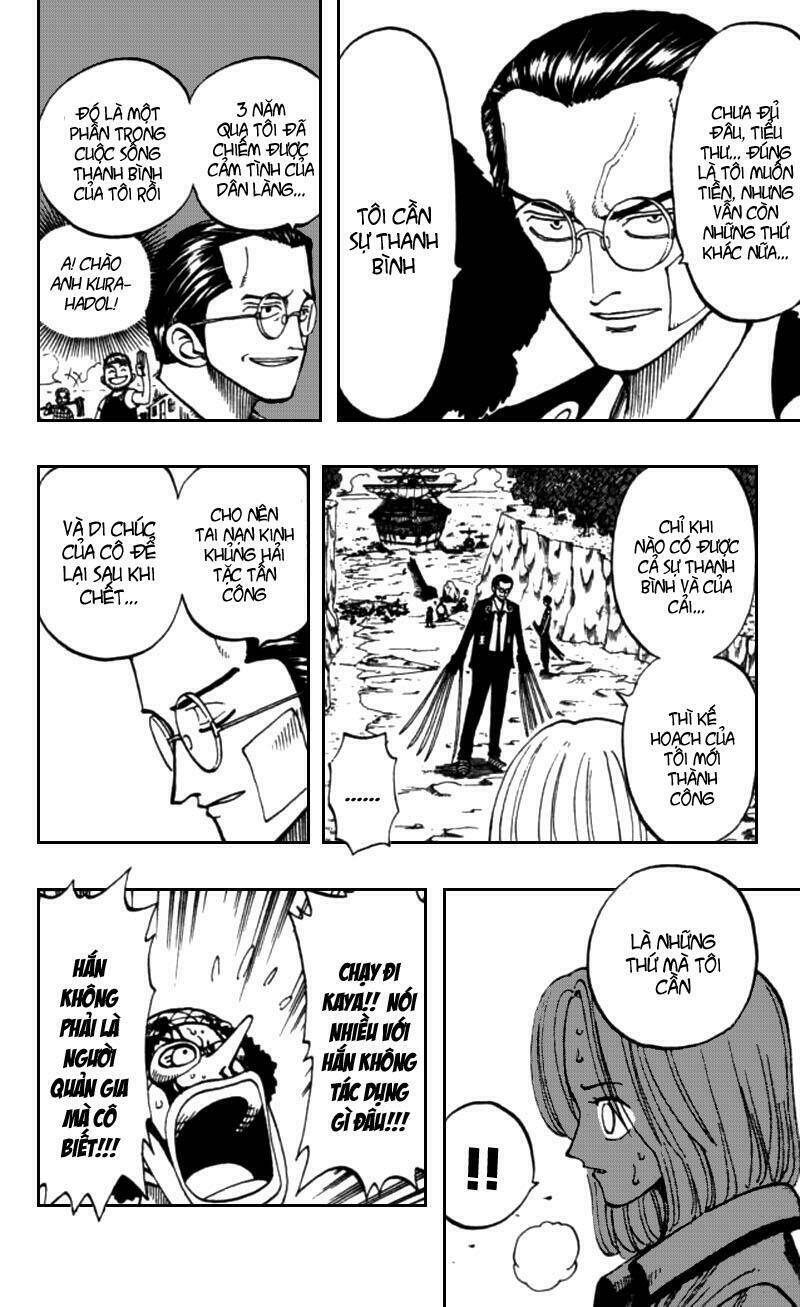 CHƯA ĐỦ
ĐÂU, TIỂU
THƯ... ĐÚNG
LÀ TÔI MUỐN
TIỀN, NHƯNG
VẪN CÒN
NHỮNG THỨ
KHÁC NỮA...
TÔI CẦN
SỰ THANH
BÌNH
3 NĂM
QUA TÔI ĐÃ
CHIẾM ĐƯỢC
CẢM TÌNH CỦA
DÂN LÀNG...
ĐÓ LÀ MỘT
PHẦN TRONG
CUỘC SỐNG
THANH BÌNH
CỦA TÔI RỒI
A! CHÀO
ANH KURA-
HADOL!
CHỈ KHI
NÀO CÓ ĐƯỢC
CẢ SỰ THANH
BÌNH VÀ CỦA
CẢI...
THÌ KẾ
HOẠCH CỦA
TÔI MỚI
THÀNH
CÔNG
......
CHO NÊN
TAI NẠN KINH
KHỦNG HẢI
TẶC TẤN
CÔNG
VÀ DI CHÚC
CỦA CÔ ĐỂ
LẠI SAU KHI
CHẾT...
LÀ NHỮNG
THỨ MÀ TÔI
CẦN
!!
CHẠY ĐI
KAYA!! NÓI
NHIỀU VỚI
HẮN KHÔNG
TÁC DỤNG
GÌ ĐÂU!!!
HẮN
KHÔNG
PHẢI LÀ
NGƯỜI
QUẢN GIA
MÀ CÔ
BIẾT!!!